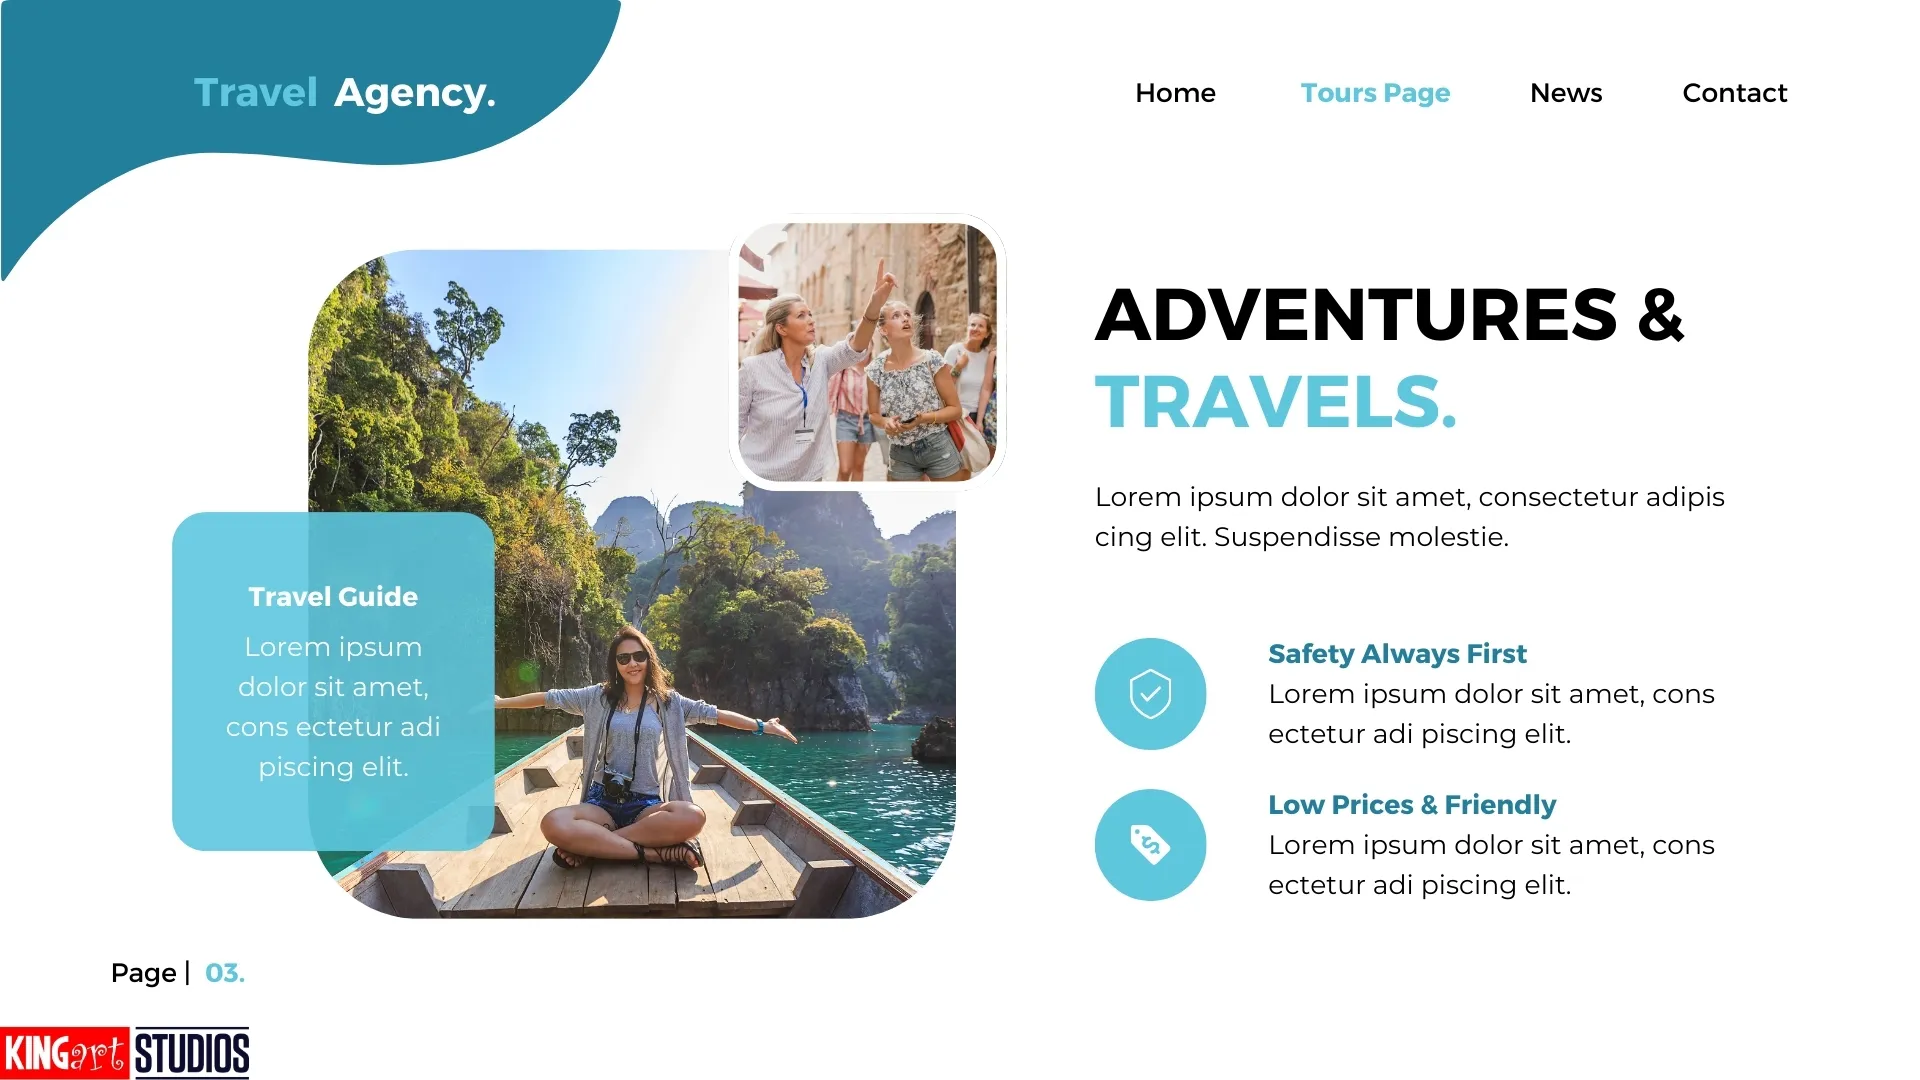 Travel Agency.
Home Tours Page News Contact
ADVENTURES &
TRAVELS.
Lorem ipsum dolor sit amet, consectetur adipis
cing elit. Suspendisse molestie.
Travel Guide
Lorem ipsum
dolor sit amet,
cons ectetur adi
piscing elit.
Safety Always First
Lorem ipsum dolor sit amet, cons
ectetur adi piscing elit.
Low Prices & Friendly
Lorem ipsum dolor sit amet, cons
ectetur adi piscing elit.
Page | 03.
KINGart STUDIOS